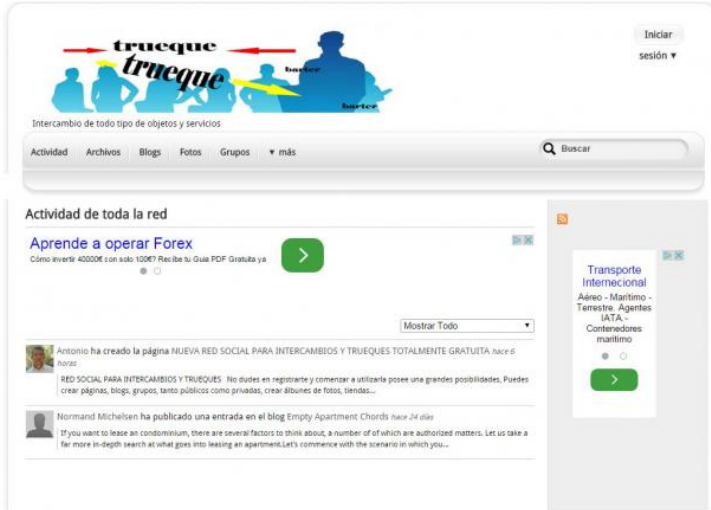 trueque
trueque
barter
barter
Iniciar
sesión ▼
Intercambio de todo tipo de objetos y servicios
Actividad Archivos Blogs Fotos Grupos ▼ más
Buscar
Actividad de toda la red
Aprende a operar Forex
Cómo invertir 40000€ con solo 100€? Recibe tu Guia PDF Gratuita ya
Mostrar Todo
Antonio ha creado la página NUEVA RED SOCIAL PARA INTERCAMBIOS Y TRUEQUES TOTALMENTE GRATUITA hace 6
horas
RED SOCIAL PARA INTERCAMBIOS Y TRUEQUES No dudes en registrarte y comenzar a utilizarla posee una grandes posibilidades, Puedes
crear páginas, blogs, grupos, tanto públicos como privadas, crear álbunes de fotos, tiendas...
Normand Michelsen ha publicado una entrada en el blog Empty Apartment Chords hace 24 días
If you want to lease an condominium, there are several factors to think about, a number of of which are authorized matters. Let us take a
far more in-depth search at what goes into leasing an apartment.Let's commence with the scenario in which you...
Transporte
Internecional
Aéreo - Marítimo -
Terrestre. Agentes
IATA -
Contenedores
marítimo